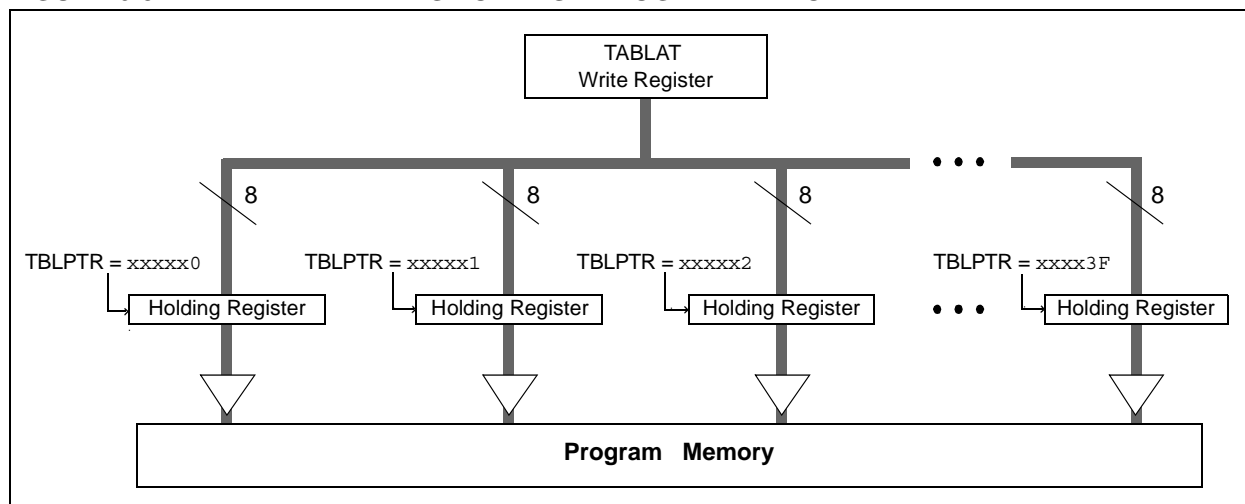 TABLAT
Write Register
8 8 8 8
TBLPTR = xxxxx0 TBLPTR = xxxxx1 TBLPTR = xxxxx2 TBLPTR = xxxx3F
Holding Register Holding Register Holding Register Holding Register
Program Memory